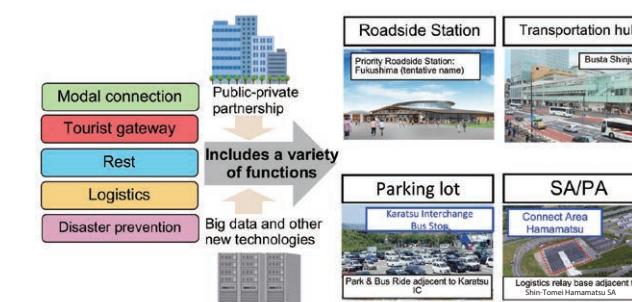 Modal connection
Tourist gateway
Rest
Logistics
Disaster prevention
Public-private
partnership
Includes a variety
of functions
Big data and other
new technologies
Roadside Station
Priority Roadside Station:
Fukushima (tentative name)
Transportation
Busta
Parking lot
Karatsu Interchange
Bus Stop
Park & Bus Ride adjacent to Karatsu
IC
SA/PA
Connect Area
Hamamatsu
Logistics relay base adjacent
Shin-Tomei Hamamatsu SA